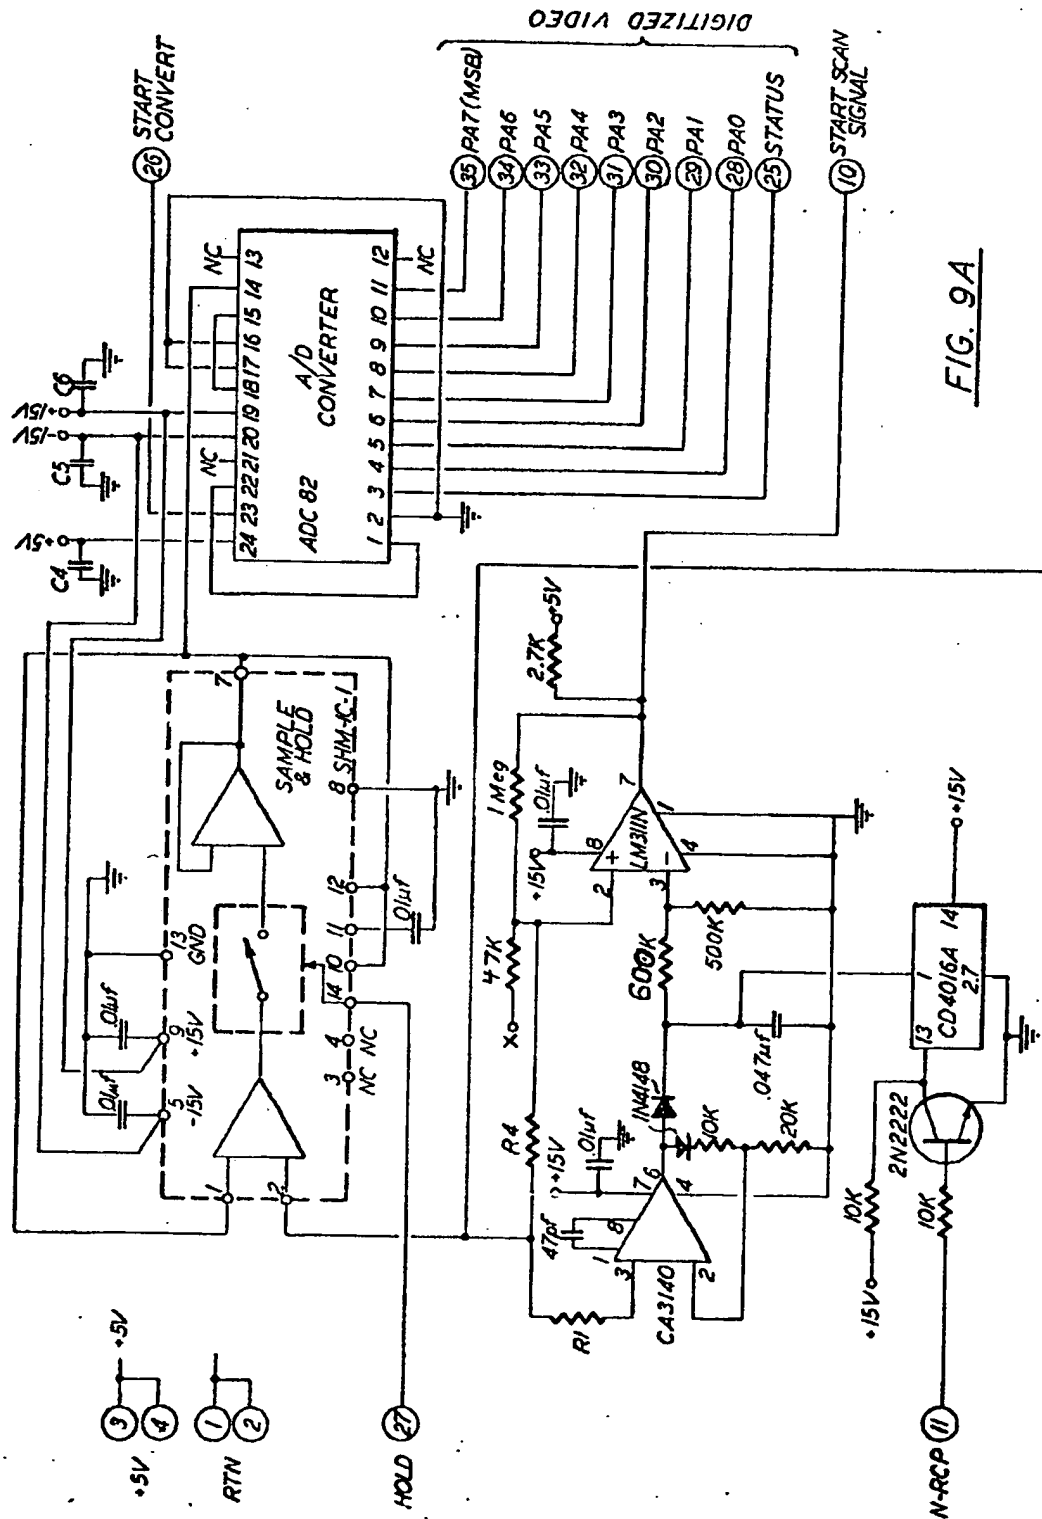 +5V
3
4
+5V
RTN
1
2
HOLD
27
N-RCP
11
5
-15V
.01uf
9
+15V
.01uf
13
GND
1
2
3
NC
4
NC
14
10
11
12
.01uf
8
SHM-IC-1
SAMPLE
& HOLD
7
C4
+5V
C5
-15V
+15V
C6
26
START
CONVERT
24
23
22
21
20
19
18
17
16
15
14
13
NC
NC
ADC 82
A/D
CONVERTER
1
2
3
4
5
6
7
8
9
10
11
12
NC
35 PA7 (MSB)
34 PA6
33 PA5
32 PA4
31 PA3
30 PA2
29 PA1
28 PA0
25 STATUS
DIGITIZED VIDEO
10
START SCAN
SIGNAL
R1
R4
X
47K
1 Meg
2.7K
+5V
47pf
1
8
+15V
.01uf
3
2
7
6
4
CA3140
1N4148
10K
20K
600K
500K
.047uf
+15V
.01uf
2
8
+
-
3
LM311N
7
1
4
+15V
10K
10K
2N2222
13
1
CD4016A
2.7
14
+15V
FIG. 9A